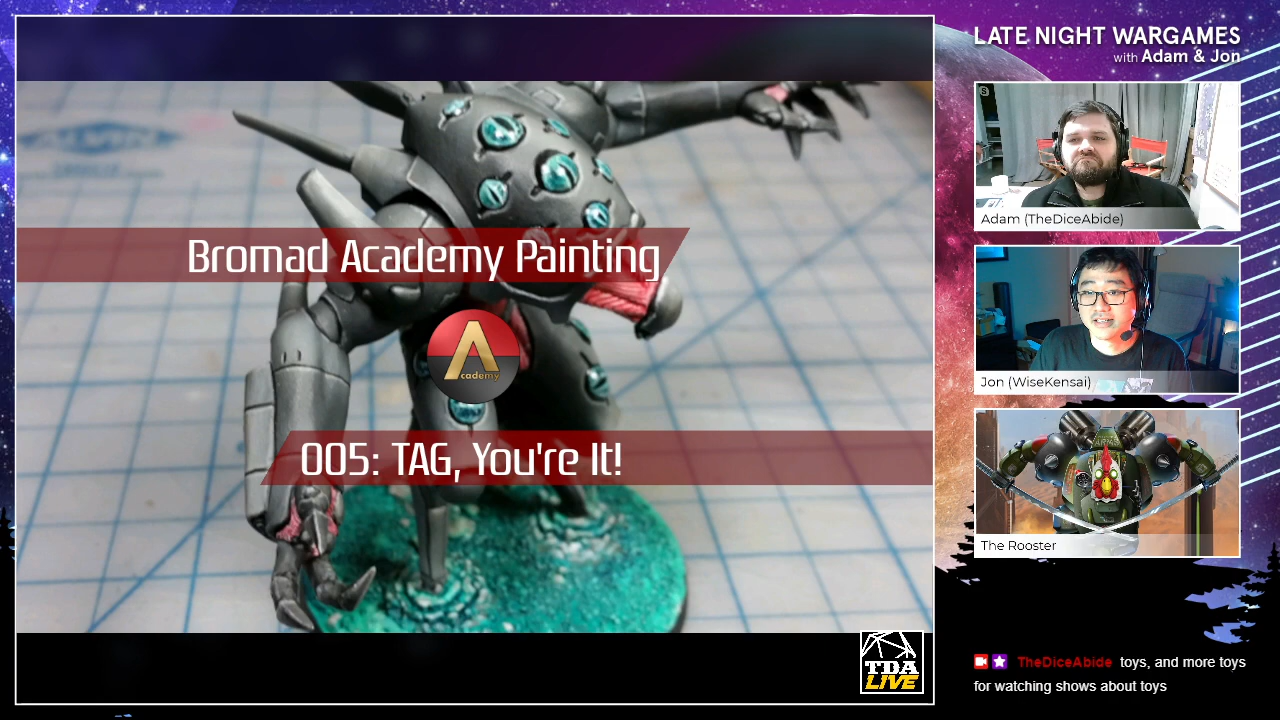 LATE NIGHT WARGAMES
with Adam & Jon
Adam (TheDiceAbide)
Bromad Academy Painting
Academy
Jon (WiseKensai)
005: TAG, You're It!
The Rooster
TDA
LIVE
TheDiceAbide toys, and more toys
for watching shows about toys